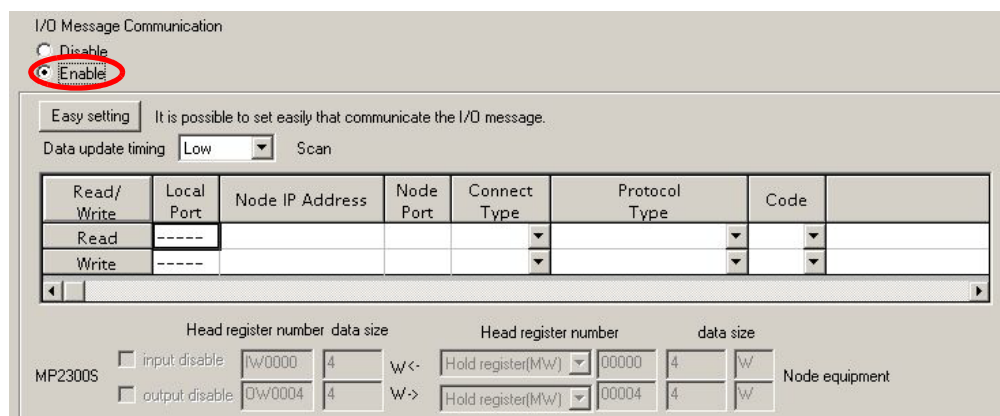 I/O Message Communication
Disable
Enable
Easy setting It is possible to set easily that communicate the I/O message.
Data update timing Low Scan
Read/ Write Local Port Node IP Address Node Port Connect Type Protocol Type Code
Read -----
Write -----
Head register number data size Head register number data size
MP2300S
input disable IW0000 4 W<- Hold register(MW) 00000 4 W
output disable OW0004 4 W-> Hold register(MW) 00004 4 W
Node equipment